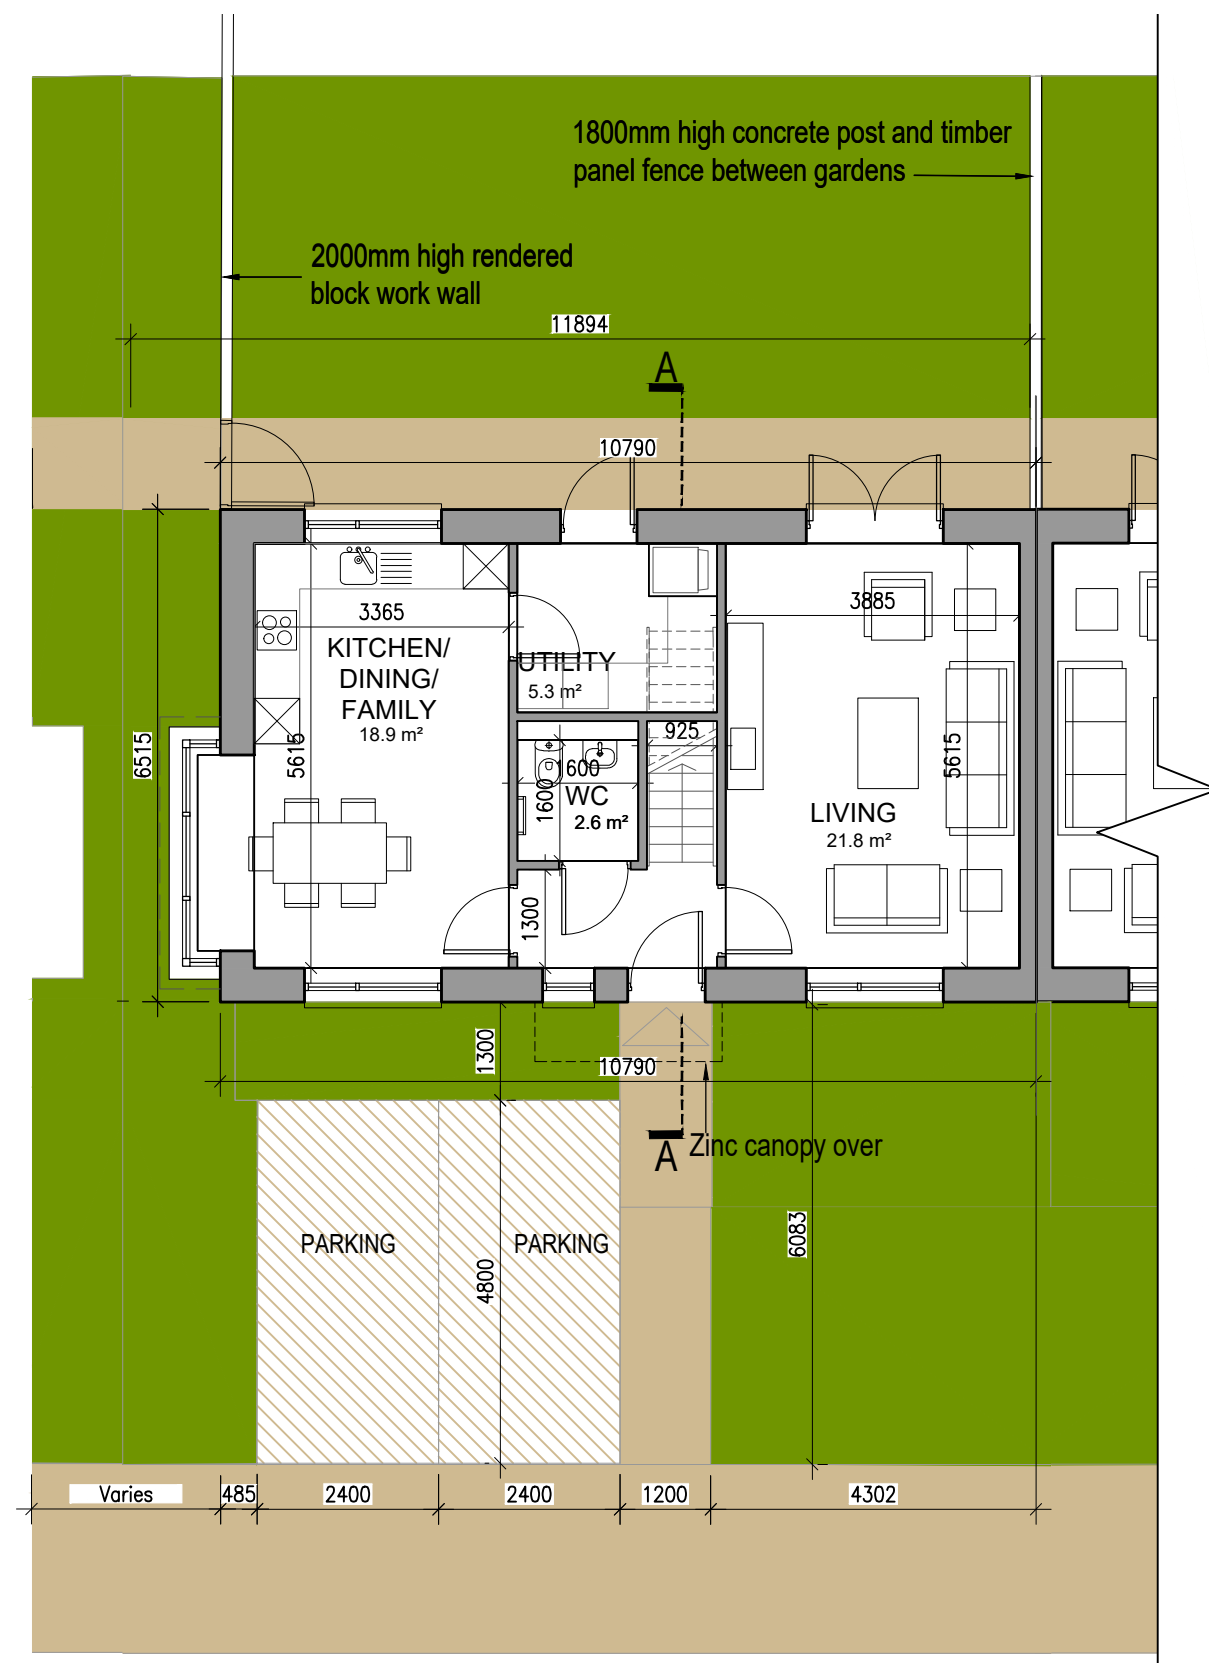 1800mm high concrete post and timber
panel fence between gardens
2000mm high rendered
block work wall
11894
A
10790
3365
3885
KITCHEN/
DINING/
FAMILY
18.9 m²
UTILITY
5.3 m²
6515
5615
925
1600
1600
WC
2.6 m²
5615
LIVING
21.8 m²
1300
1300
10790
A
Zinc canopy over
PARKING
PARKING
4800
6083
Varies
485
2400
2400
1200
4302